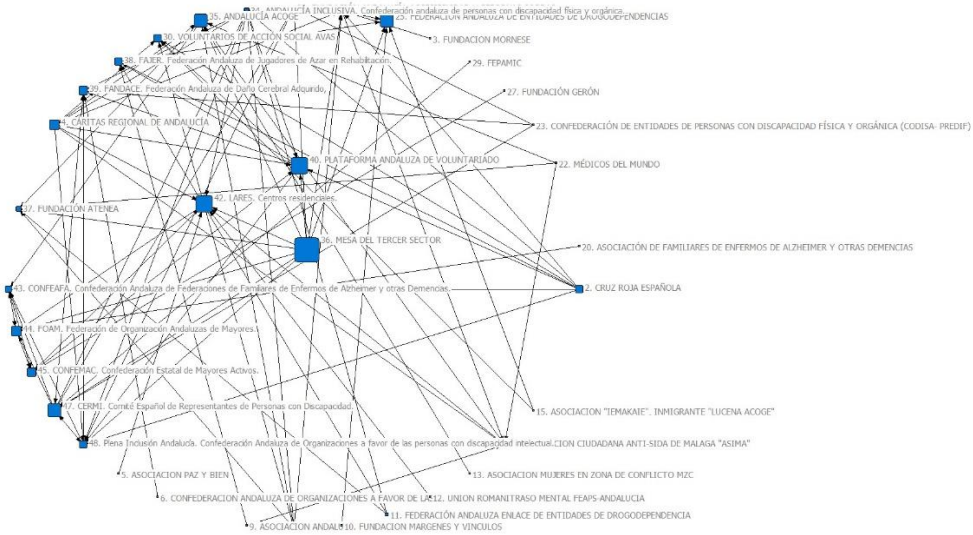 34. ANDALUCÍA INCLUSIVA. Confederación andaluza de personas con discapacidad física y orgánica.
35. ANDALUCÍA ACOGE
25. FEDERACIÓN ANDALUZA DE ENTIDADES DE DROGODEPENDENCIAS
30. VOLUNTARIOS DE ACCIÓN SOCIAL AVAS
3. FUNDACION MORNESE
38. FAJER. Federación Andaluza de Jugadores de Azar en Rehabilitación.
29. FEPAMIC
39. FANDACE. Federación Andaluza de Daño Cerebral Adquirido.
27. FUNDACIÓN GERÓN
4. CARITAS REGIONAL DE ANDALUCÍA
23. CONFEDERACIÓN DE ENTIDADES DE PERSONAS CON DISCAPACIDAD FÍSICA Y ORGÁNICA (CODISA- PREDIF)
40. PLATAFORMA ANDALUZA DE VOLUNTARIADO
22. MÉDICOS DEL MUNDO
42. LARES. Centros residenciales.
37. FUNDACIÓN ATENEA
36. MESA DEL TERCER SECTOR
20. ASOCIACIÓN DE FAMILIARES DE ENFERMOS DE ALZHEIMER Y OTRAS DEMENCIAS
43. CONFEAFA. Confederación Andaluza de Federaciones de Familiares de Enfermos de Alzheimer y otras Demencias.
2. CRUZ ROJA ESPAÑOLA
44. FOAM. Federación de Organización Andaluzas de Mayores.
45. CONFEMAC. Confederación Estatal de Mayores Activos.
47. CERMI. Comité Español de Representantes de Personas con Discapacidad.
15. ASOCIACION "IEMAKAIE". INMIGRANTE "LUCENA ACOGE"
48. Plena Inclusión Andalucía. Confederación Andaluza de Organizaciones a favor de las personas con discapacidad intelectual.
CION CIUDADANA ANTI-SIDA DE MALAGA "ASIMA"
5. ASOCIACION PAZ Y BIEN
13. ASOCIACION MUJERES EN ZONA DE CONFLICTO MZC
6. CONFEDERACION ANDALUZA DE ORGANIZACIONES A FAVOR DE LA
12. UNION ROMANI
TRASO MENTAL FEAPS-ANDALUCIA
11. FEDERACIÓN ANDALUZA ENLACE DE ENTIDADES DE DROGODEPENDENCIA
9. ASOCIACION ANDALU
10. FUNDACION MARGENES Y VINCULOS